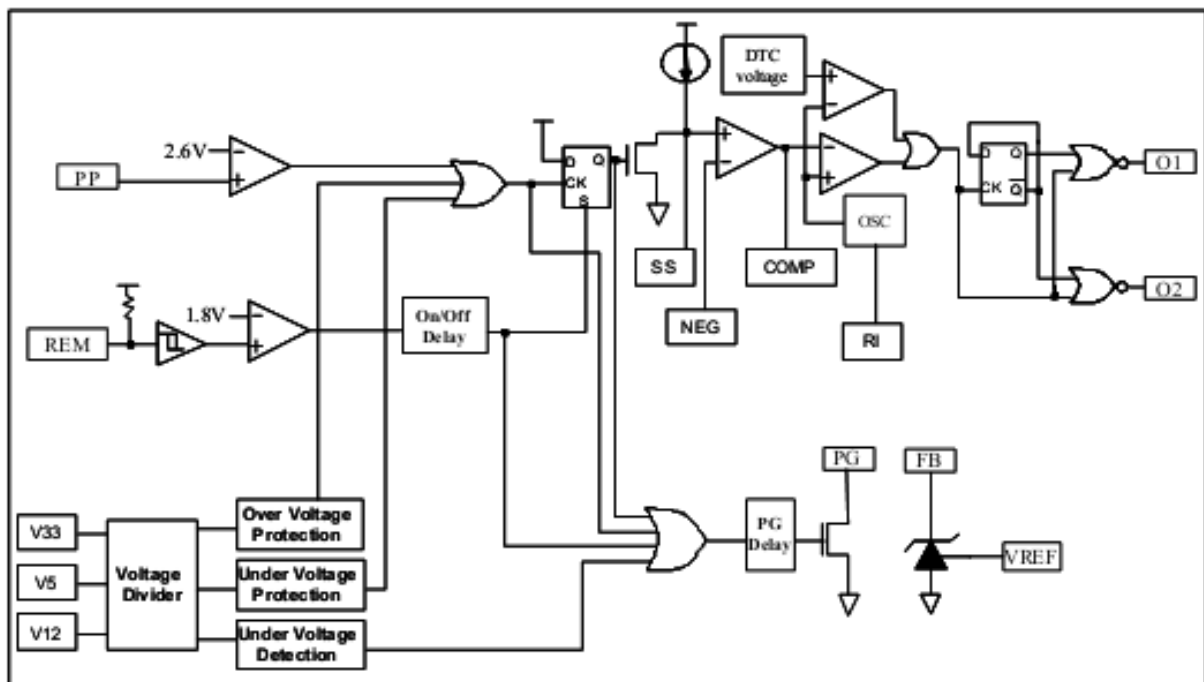 DTC
voltage
2.6V
PP
D Q
CK
S
D Q
CK Q
O1
OSC
SS
COMP
O2
1.8V
On/Off
Delay
REM
NEG
RI
PG
FB
V33
Over Voltage
Protection
PG
Delay
VREF
V5
Voltage
Divider
Under Voltage
Protection
V12
Under Voltage
Detection